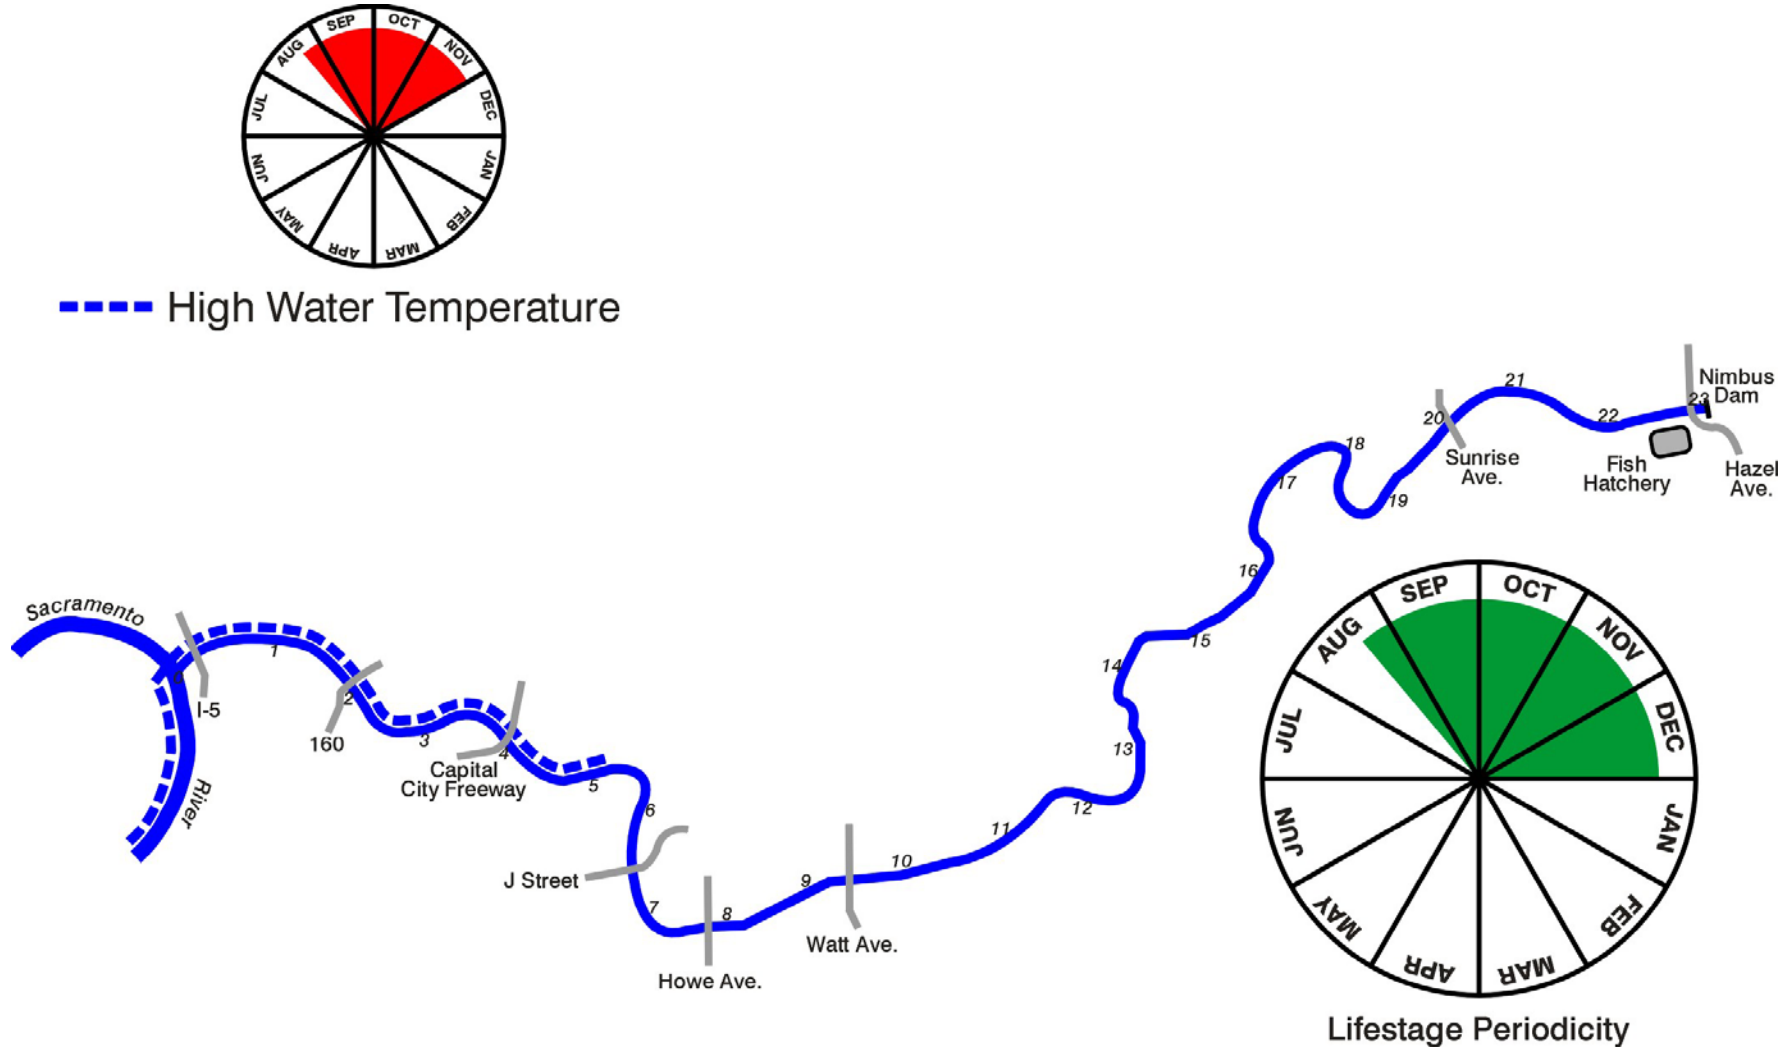 SEP
OCT
NOV
DEC
JAN
FEB
MAR
APR
MAY
JUN
JUL
AUG
High Water Temperature
Sacramento
River
0
I-5
1
2
160
3
4
Capital
City Freeway
5
6
J Street
7
8
Howe Ave.
9
Watt Ave.
10
11
12
13
14
15
16
17
18
19
20
Sunrise
Ave.
21
22
23
Nimbus
Dam
Fish
Hatchery
Hazel
Ave.
SEP
OCT
NOV
DEC
JAN
FEB
MAR
APR
MAY
JUN
JUL
AUG
Lifestage Periodicity